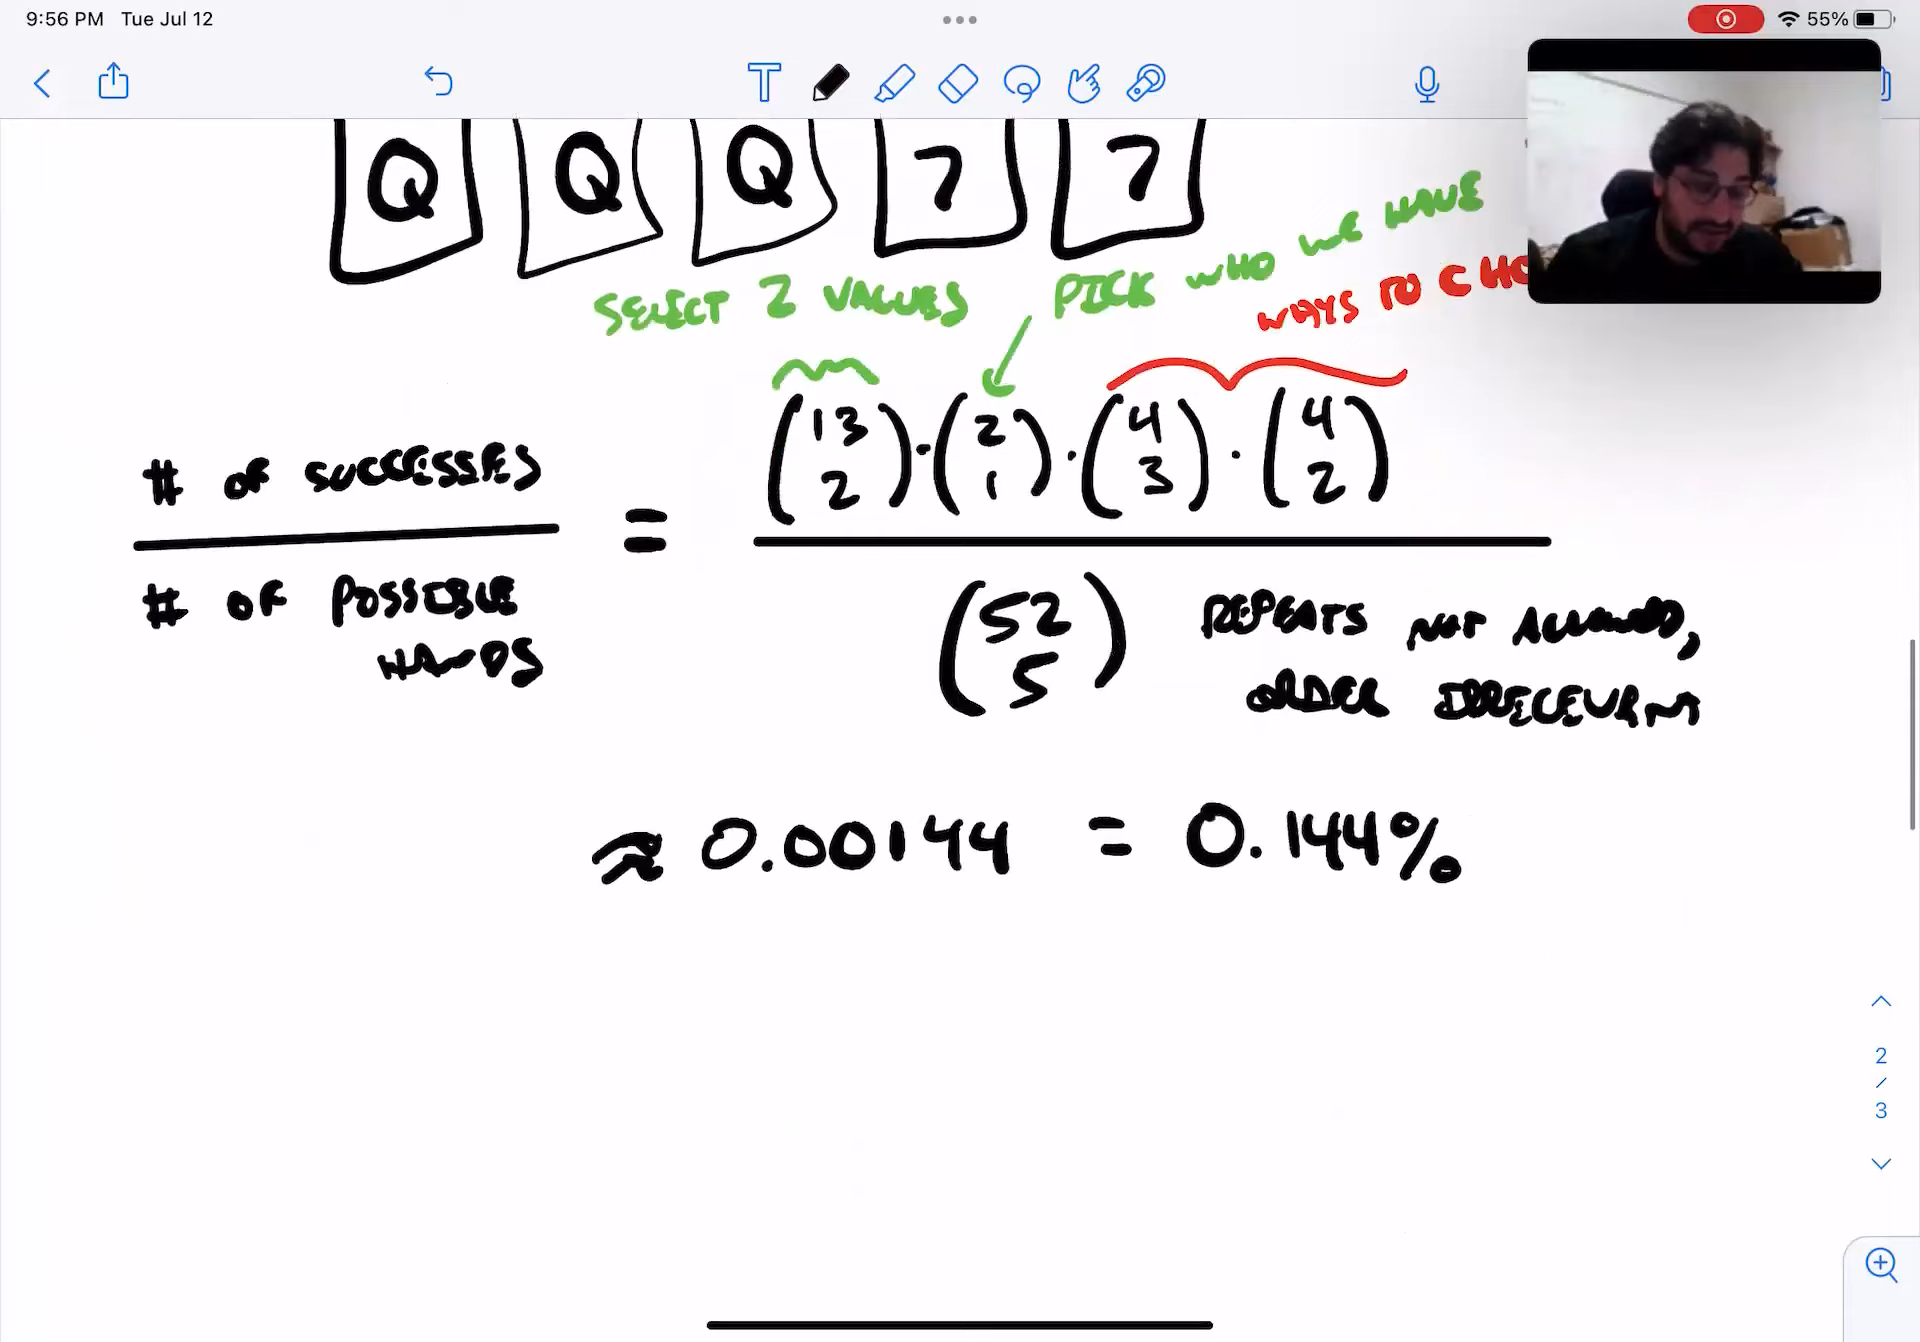 9:56 PM Tue Jul 12
55%
Q Q Q 7 7
SELECT 2 VALUES
PICK WHO WE HAVE
WAYS TO CHO
# OF SUCCESSES
# OF POSSIBLE
HANDS
=
(13 2) · (2 1) · (4 3) · (4 2)
(52 5)
REPEATS NOT ALLOWED,
ORDER IRRELEVANT
≈ 0.00144 = 0.144%
2
/
3